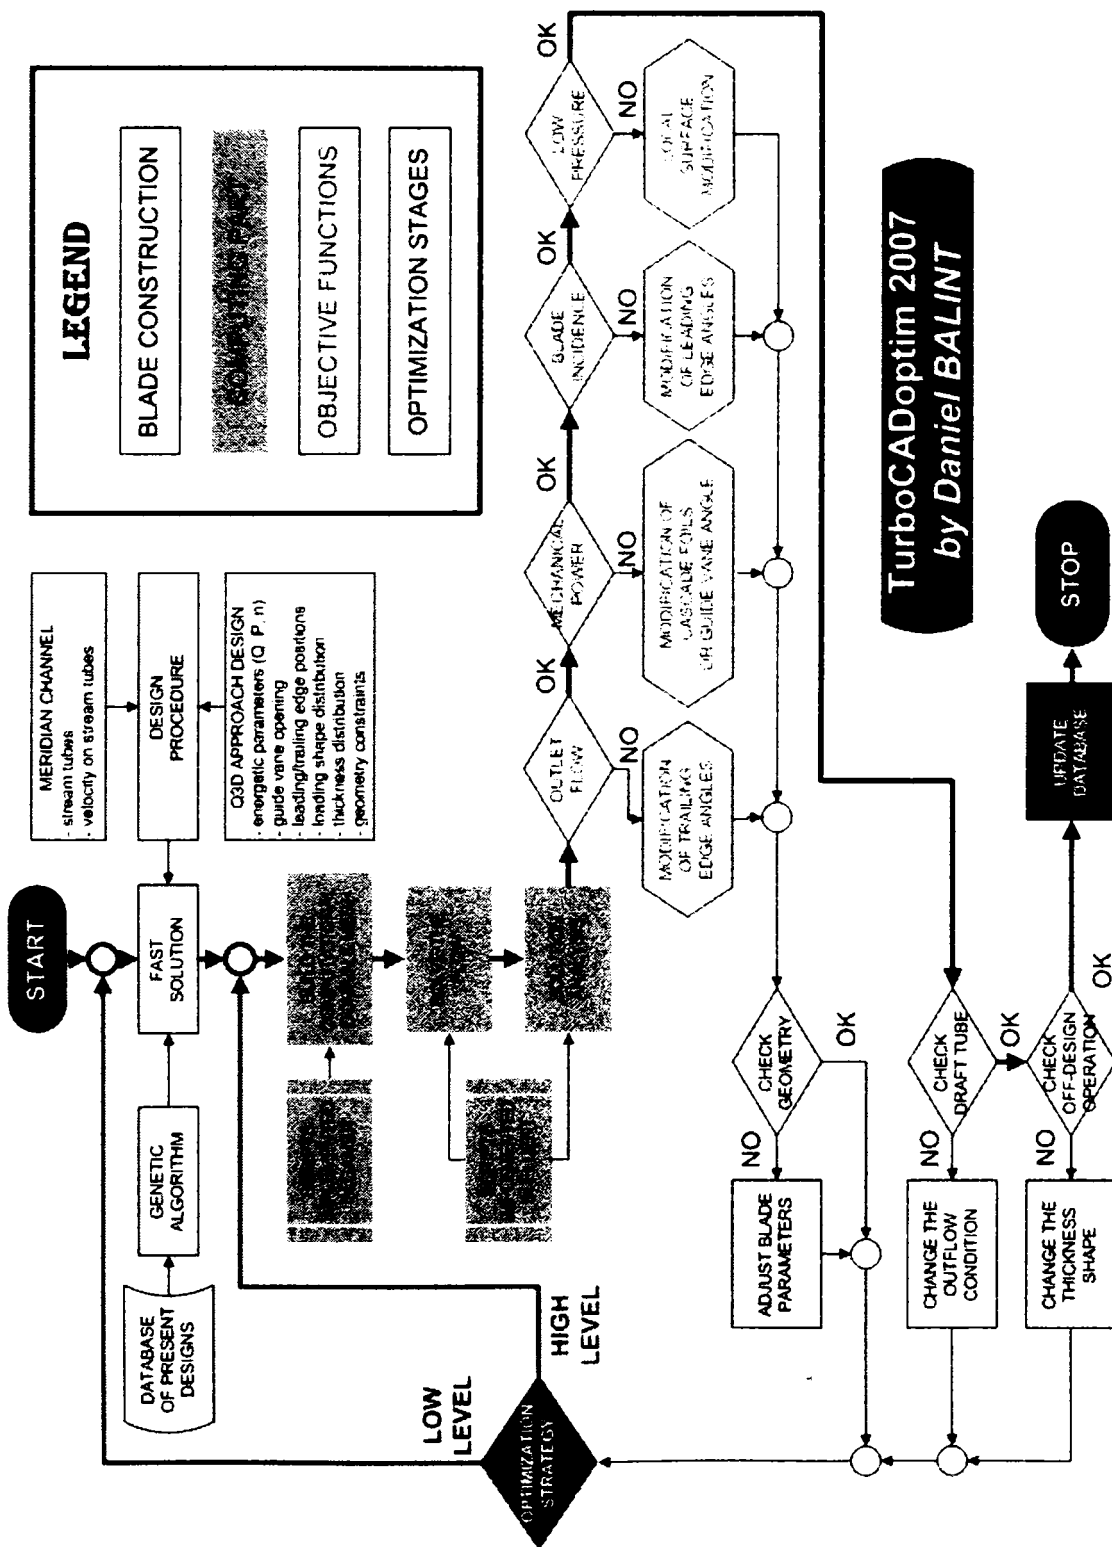 START
FAST
SOLUTION
GENETIC
ALGORITHM
DATABASE
OF PRESENT
DESIGNS
MERIDIAN CHANNEL
- stream tubes
- velocity on stream tubes
DESIGN
PROCEDURE
Q3D APPROACH DESIGN
- energetic parameters (Q, P, n)
- guide vane opening
- leading/trailing edge positions
- loading shape distribution
- thickness distribution
- geometry constraints
LEGEND
BLADE CONSTRUCTION
COMPUTING PART
OBJECTIVE FUNCTIONS
OPTIMIZATION STAGES
LOW
LEVEL
HIGH
LEVEL
OPTIMIZATION
STRATEGY
OUTLET
FLOW
OK
NO
MECHANICAL
POWER
OK
NO
BLADE
INCIDENCE
OK
NO
LOW
PRESSURE
OK
NO
MODIFICATION
OF TRAILING
EDGE ANGLES
MODIFICATION OF
CASCADE FOILS
OR GUIDE VANE ANGLE
MODIFICATION
OF LEADING
EDGE ANGLES
LOCAL
SURFACE
MODIFICATION
CHECK
GEOMETRY
NO
OK
ADJUST BLADE
PARAMETERS
CHECK
DRAFT TUBE
NO
OK
CHANGE THE
OUTFLOW
CONDITION
CHECK
OFF-DESIGN
OPERATION
NO
OK
CHANGE THE
THICKNESS
SHAPE
UPDATE
DATABASE
STOP
TurboCADoptim 2007
by Daniel BALINT